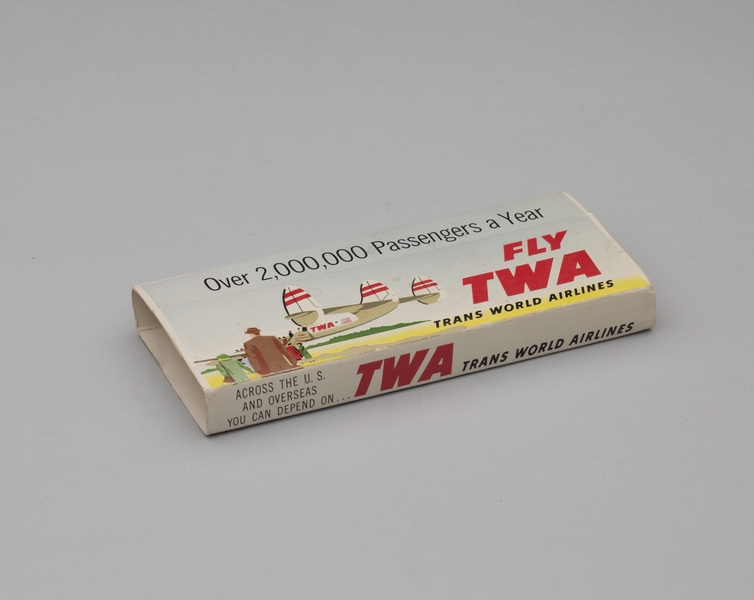 Over 2,000,000 Passengers a Year
FLY
TWA
TRANS WORLD AIRLINES
TWA
ACROSS THE U. S.
AND OVERSEAS
YOU CAN DEPEND ON...
TWA TRANS WORLD AIRLINES